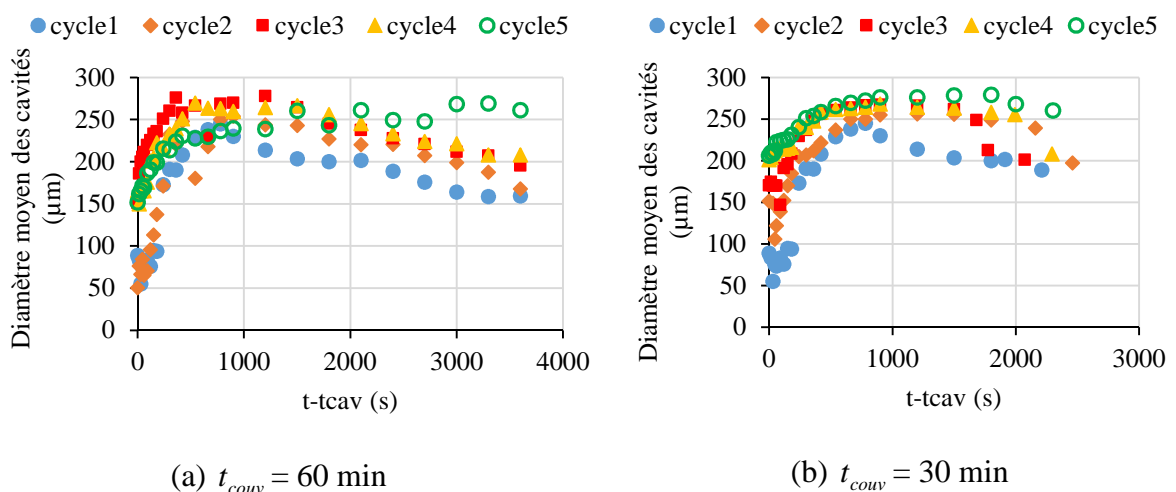 cycle1 cycle2 cycle3 cycle4 cycle5
Diamètre moyen des cavités
(µm)
300
250
200
150
100
50
0
0 1000 2000 3000 4000
t-tcav (s)
(a) tcouv = 60 min
cycle1 cycle2 cycle3 cycle4 cycle5
Diamètre moyen des cavités
(µm)
300
250
200
150
100
50
0
0 1000 2000 3000
t-tcav (s)
(b) tcouv = 30 min